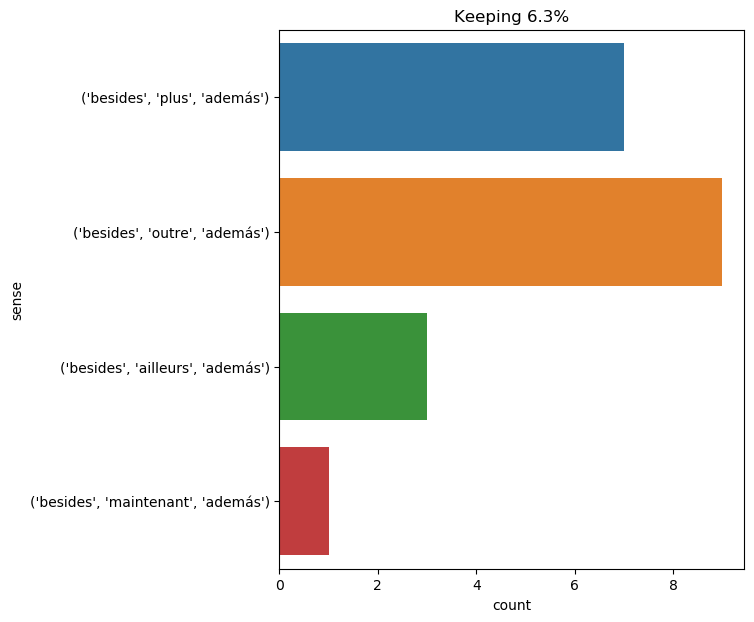 Keeping 6.3%
('besides', 'plus', 'además')
('besides', 'outre', 'además')
('besides', 'ailleurs', 'además')
('besides', 'maintenant', 'además')
sense
0 2 4 6 8
count